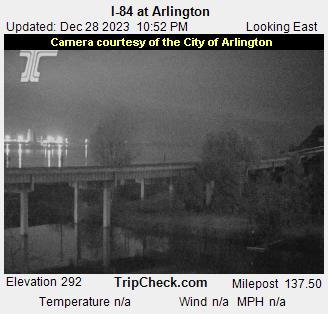 I-84 at Arlington
Updated: Dec 28 2023 10:52 PM Looking East
Camera courtesy of the City of Arlington
Elevation 292 TripCheck.com Milepost 137.50
Temperature n/a Wind n/a MPH n/a